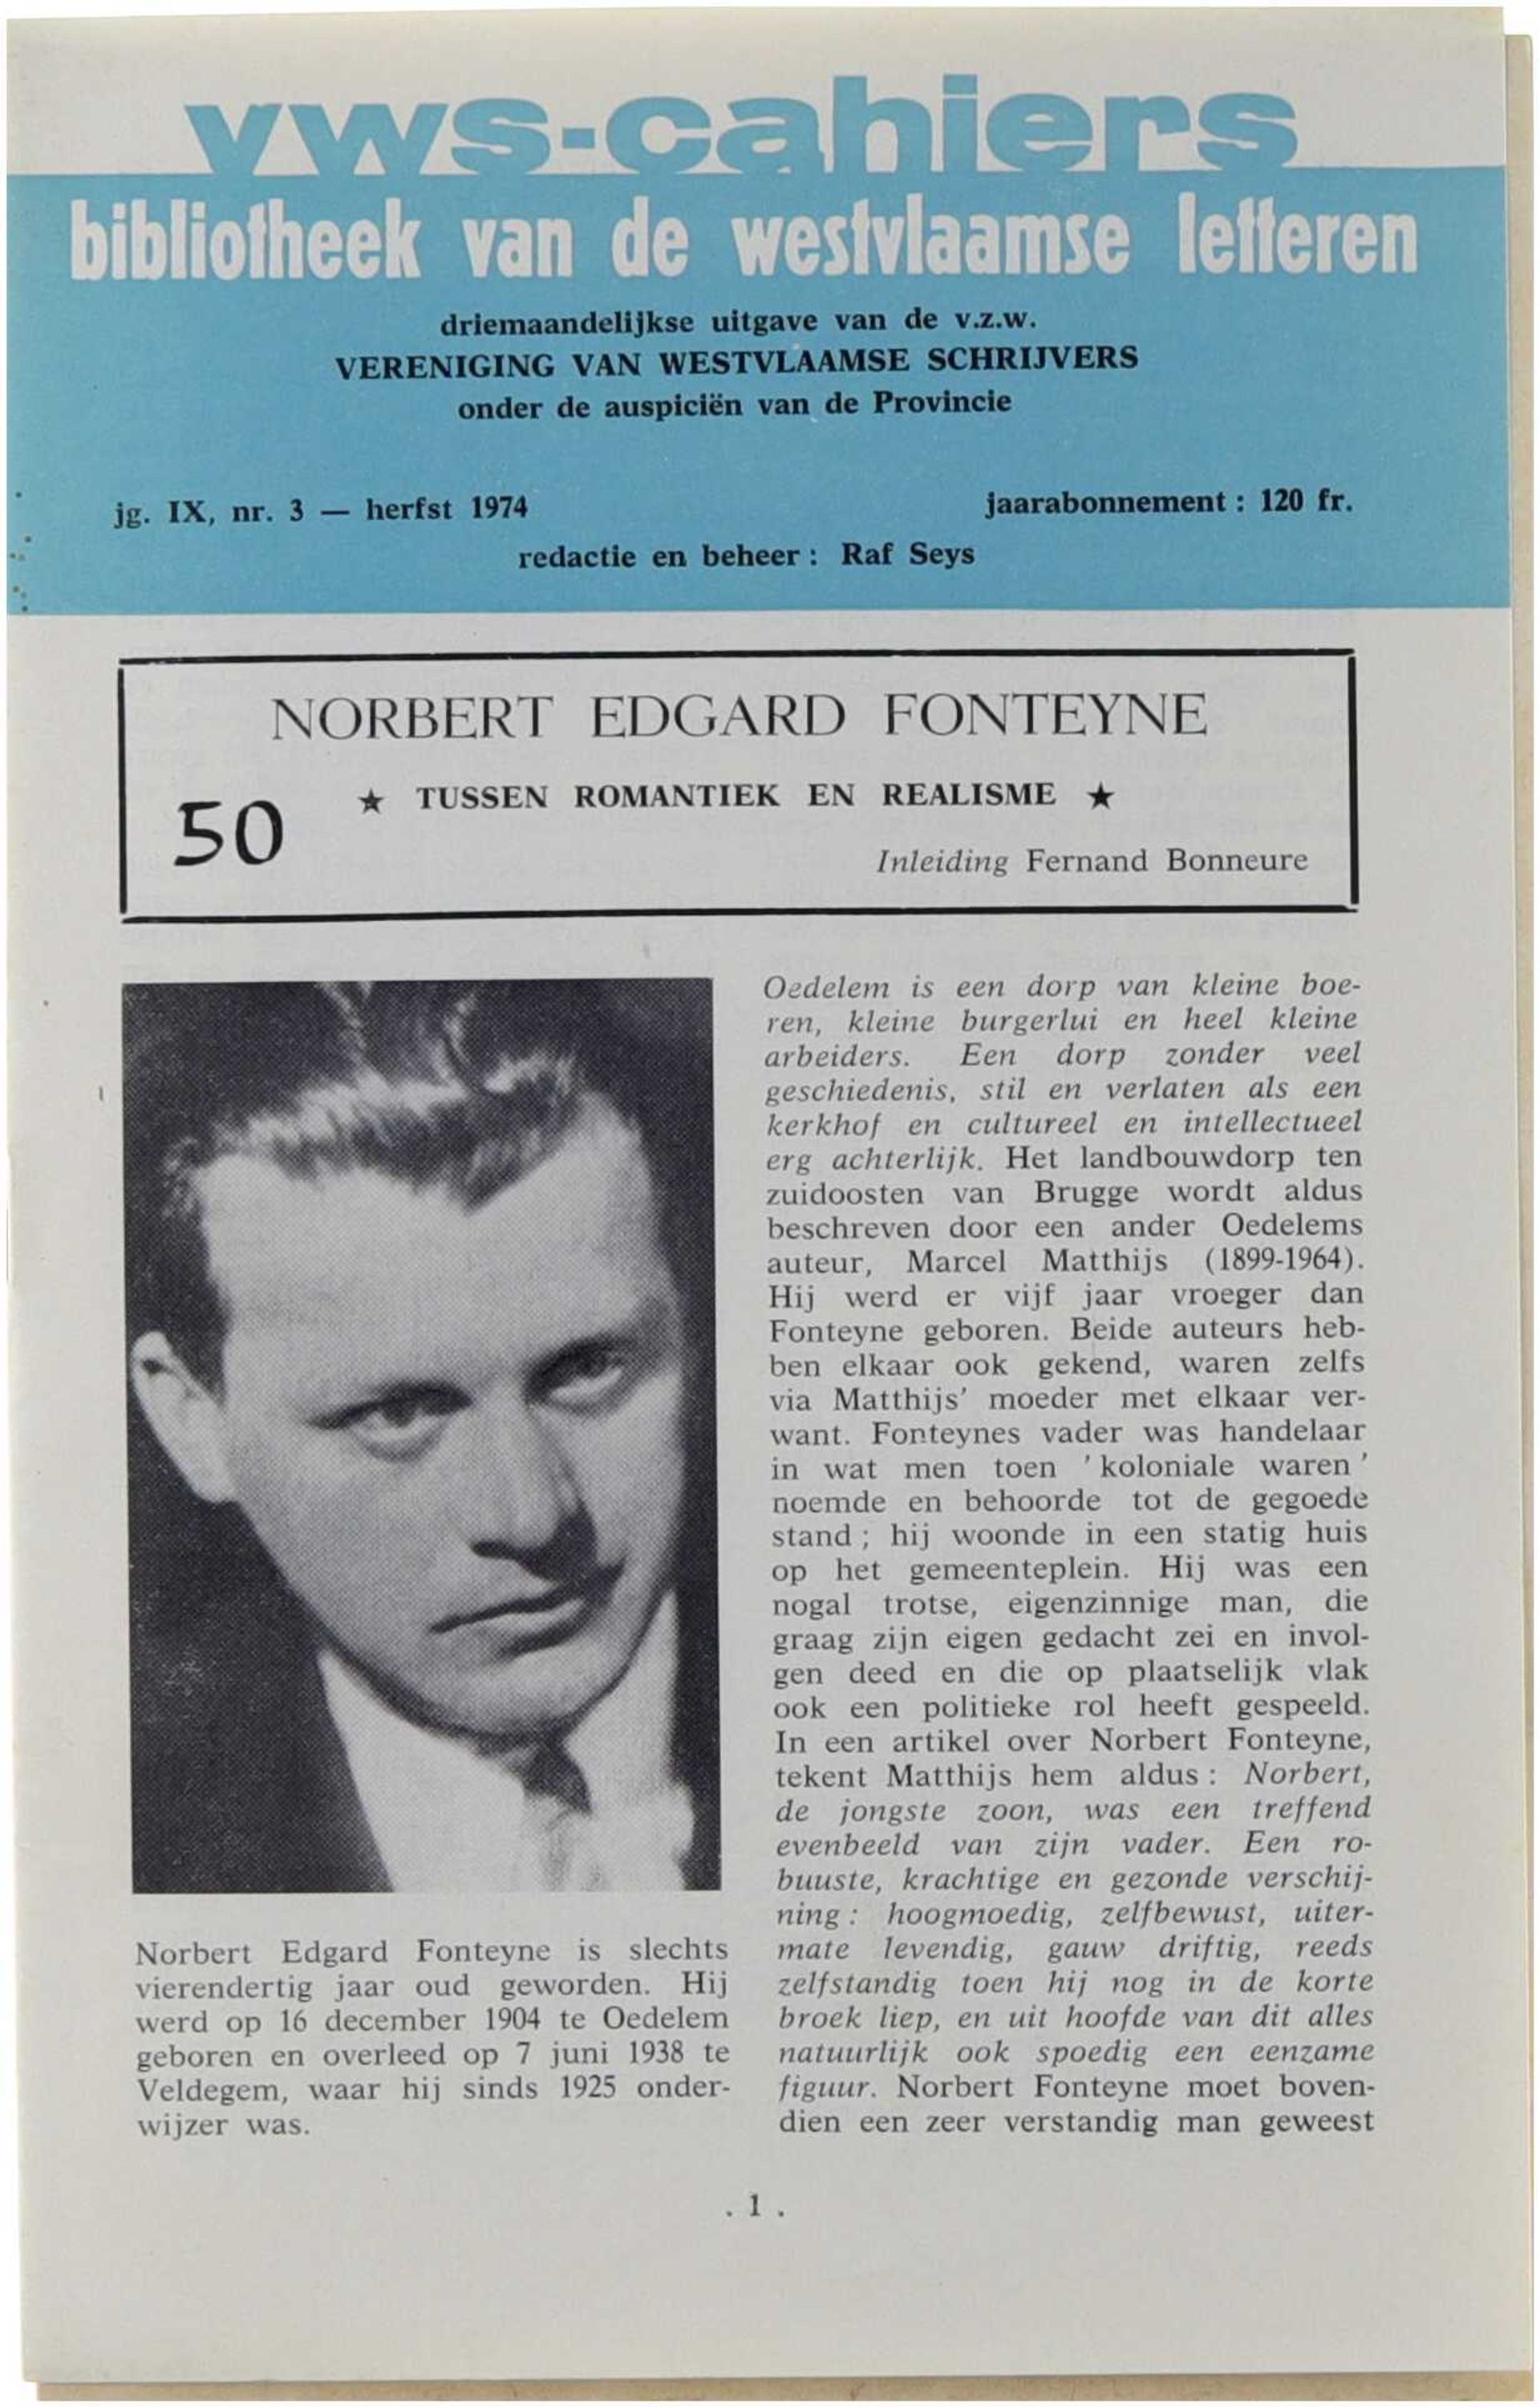 vws-cahiers
bibliotheek van de westvlaamse letteren
driemaandelijkse uitgave van de v.z.w.
VERENIGING VAN WESTVLAAMSE SCHRIJVERS
onder de auspiciën van de Provincie
jg. IX, nr. 3 — herfst 1974
jaarabonnement : 120 fr.
redactie en beheer : Raf Seys
NORBERT EDGARD FONTEYNE
★ TUSSEN ROMANTIEK EN REALISME ★
50
Inleiding Fernand Bonneure
Norbert Edgard Fonteyne is slechts
vierendertig jaar oud geworden. Hij
werd op 16 december 1904 te Oedelem
geboren en overleed op 7 juni 1938 te
Veldegem, waar hij sinds 1925 onder-
wijzer was.
Oedelem is een dorp van kleine boe-
ren, kleine burgerlui en heel kleine
arbeiders. Een dorp zonder veel
geschiedenis, stil en verlaten als een
kerkhof en cultureel en intellectueel
erg achterlijk. Het landbouwdorp ten
zuidoosten van Brugge wordt aldus
beschreven door een ander Oedelems
auteur, Marcel Matthijs (1899-1964).
Hij werd er vijf jaar vroeger dan
Fonteyne geboren. Beide auteurs heb-
ben elkaar ook gekend, waren zelfs
via Matthijs' moeder met elkaar ver-
want. Fonteynes vader was handelaar
in wat men toen 'koloniale waren'
noemde en behoorde tot de gegoede
stand ; hij woonde in een statig huis
op het gemeenteplein. Hij was een
nogal trotse, eigenzinnige man, die
graag zijn eigen gedacht zei en invol-
gen deed en die op plaatselijk vlak
ook een politieke rol heeft gespeeld.
In een artikel over Norbert Fonteyne,
tekent Matthijs hem aldus : Norbert,
de jongste zoon, was een treffend
evenbeeld van zijn vader. Een ro-
buuste, krachtige en gezonde verschij-
ning : hoogmoedig, zelfbewust, uiter-
mate levendig, gauw driftig, reeds
zelfstandig toen hij nog in de korte
broek liep, en uit hoofde van dit alles
natuurlijk ook spoedig een eenzame
figuur. Norbert Fonteyne moet boven-
dien een zeer verstandig man geweest
. 1 .